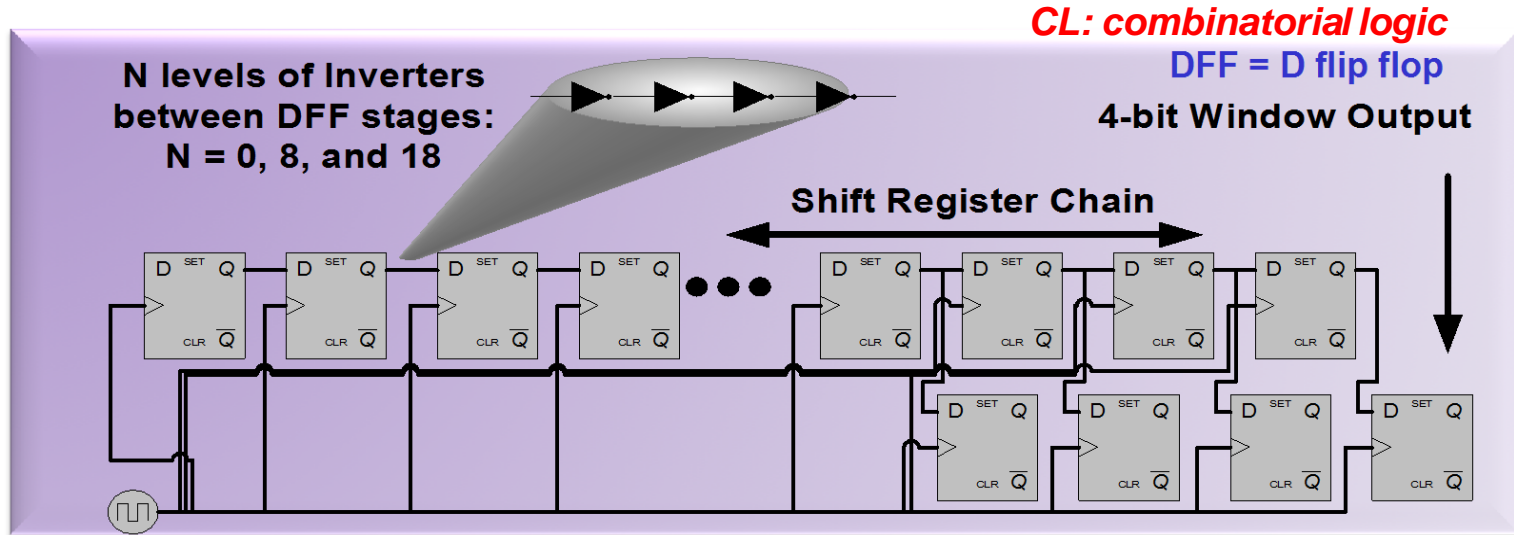 CL: combinatorial logic
DFF = D flip flop
4-bit Window Output
N levels of Inverters
between DFF stages:
N = 0, 8, and 18
Shift Register Chain
D SET Q D SET Q D SET Q D SET Q D SET Q D SET Q D SET Q D SET Q
CLR Q̅ CLR Q̅ CLR Q̅ CLR Q̅ CLR Q̅ CLR Q̅ CLR Q̅ CLR Q̅
D SET Q D SET Q D SET Q D SET Q
CLR Q̅ CLR Q̅ CLR Q̅ CLR Q̅